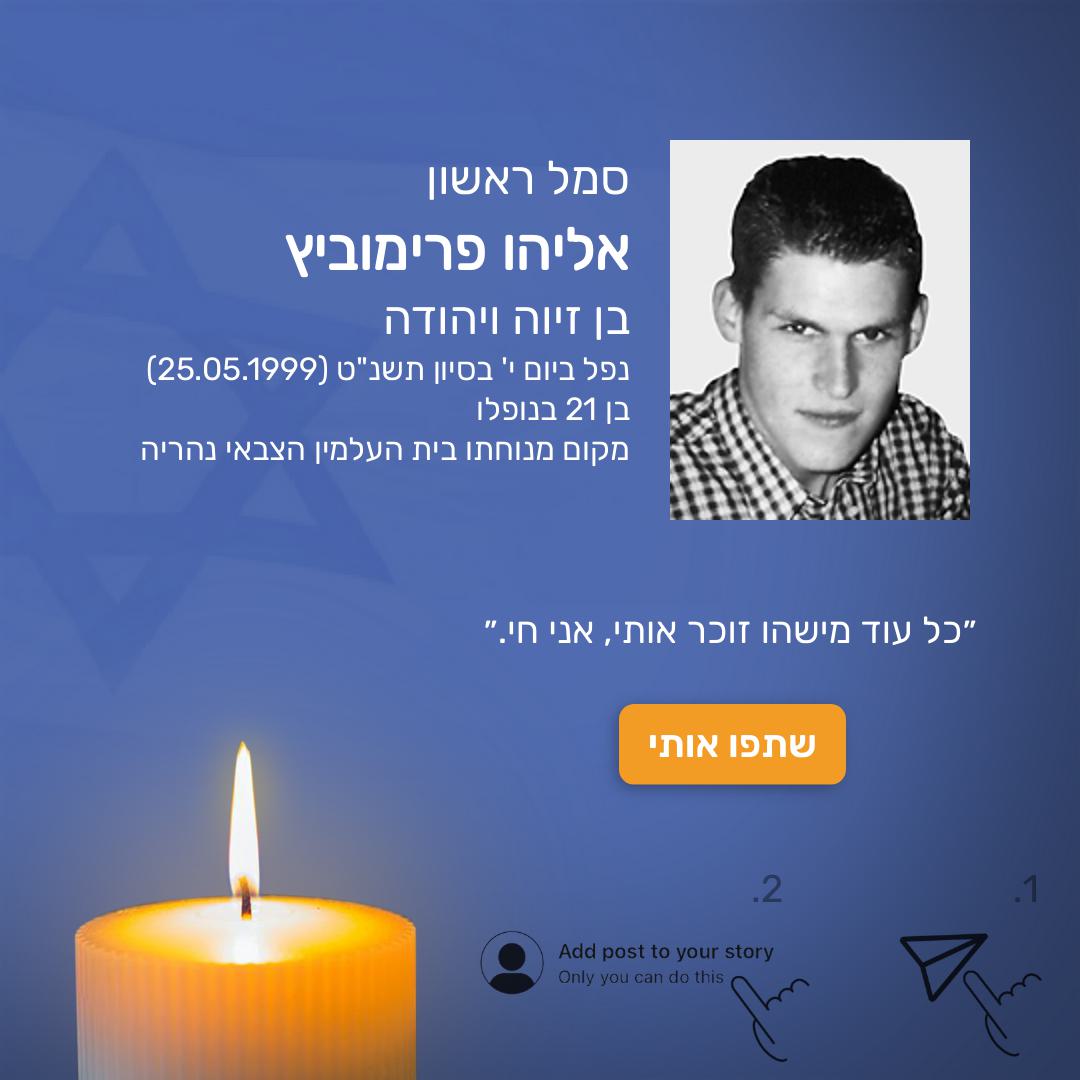 סמל ראשון
אליהו פרימוביץ
בן זיוה ויהודה
נפל ביום י' בסיון תשנ"ט (25.05.1999)
בן 21 בנופלו
מקום מנוחתו בית העלמין הצבאי נהריה
״כל עוד מישהו זוכר אותי, אני חי.״
שתפו אותי
1.
2.
Add post to your story
Only you can do this